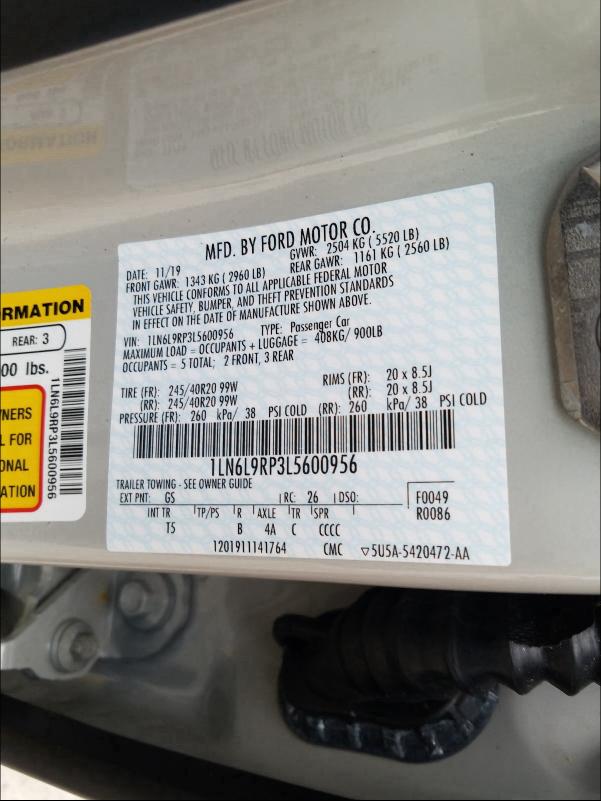 MFD. BY FORD MOTOR CO.
DATE: 11/19 GVWR: 2504 KG ( 5520 LB)
FRONT GAWR: 1343 KG ( 2960 LB) REAR GAWR: 1161 KG ( 2560 LB)
THIS VEHICLE CONFORMS TO ALL APPLICABLE FEDERAL MOTOR
VEHICLE SAFETY, BUMPER, AND THEFT PREVENTION STANDARDS
IN EFFECT ON THE DATE OF MANUFACTURE SHOWN ABOVE.
VIN: 1LN6L9RP3L5600956 TYPE: Passenger Car
MAXIMUM LOAD = OCCUPANTS + LUGGAGE = 408KG/ 900LB
OCCUPANTS = 5 TOTAL; 2 FRONT, 3 REAR
TIRE (FR): 245/40R20 99W RIMS (FR): 20 x 8.5J
(RR): 245/40R20 99W (RR): 20 x 8.5J
PRESSURE (FR): 260 kPa/ 38 PSI COLD (RR): 260 kPa/ 38 PSI COLD
1LN6L9RP3L5600956
TRAILER TOWING - SEE OWNER GUIDE
EXT PNT: GS RC: 26 DSO: F0049
INT TR TP/PS R AXLE TR SPR R0086
T5 B 4A C CCCC
1201911141764 CMC ▽5U5A-5420472-AA
ORMATION
REAR: 3
00 lbs.
WNERS
L FOR
ONAL
ATION
1LN6L9RP3L5600956